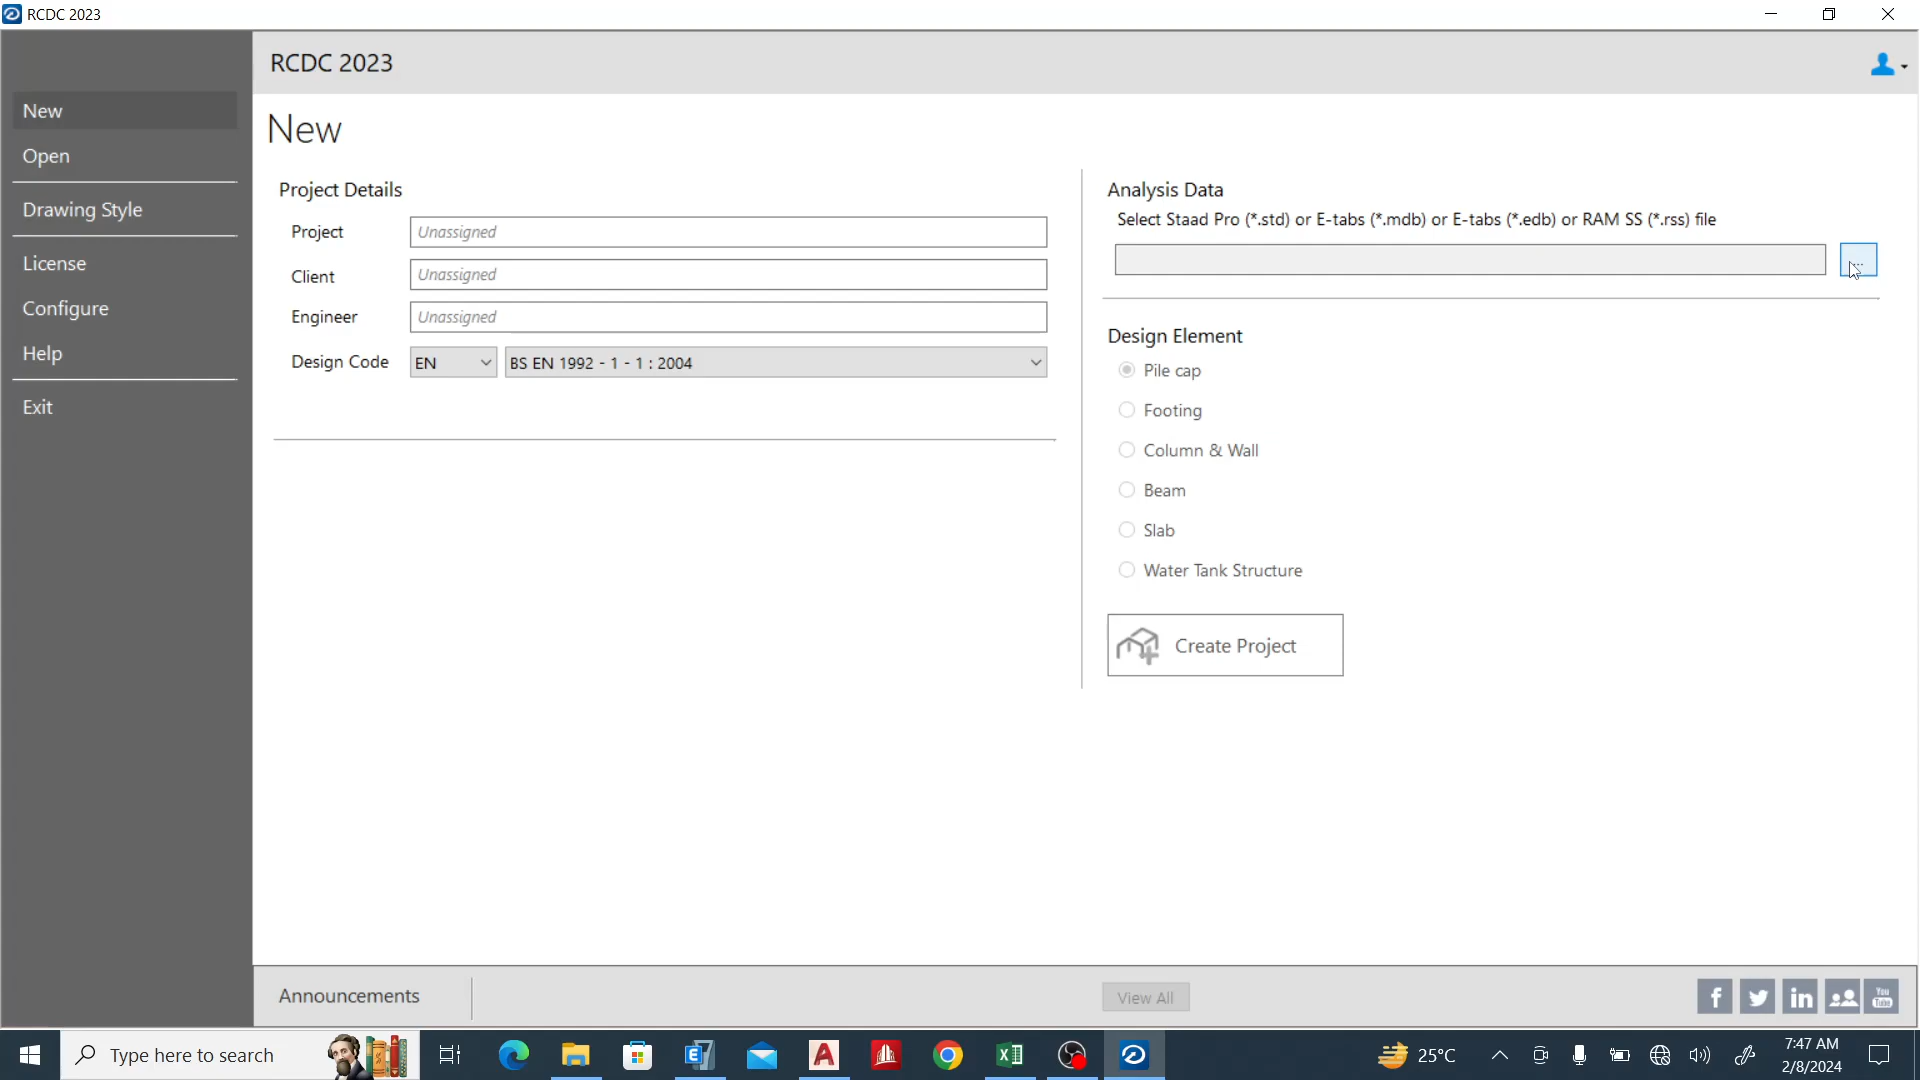 RCDC 2023
RCDC 2023
New
Open
Drawing Style
License
Configure
Help
Exit
New
Project Details
Project
Unassigned
Client
Unassigned
Engineer
Unassigned
Design Code
EN
BS EN 1992 - 1 - 1 : 2004
Analysis Data
Select Staad Pro (*.std) or E-tabs (*.mdb) or E-tabs (*.edb) or RAM SS (*.rss) file
...
Design Element
Pile cap
Footing
Column & Wall
Beam
Slab
Water Tank Structure
Create Project
Announcements
View All
f
in
You
Tube
Type here to search
25°C
7:47 AM
2/8/2024